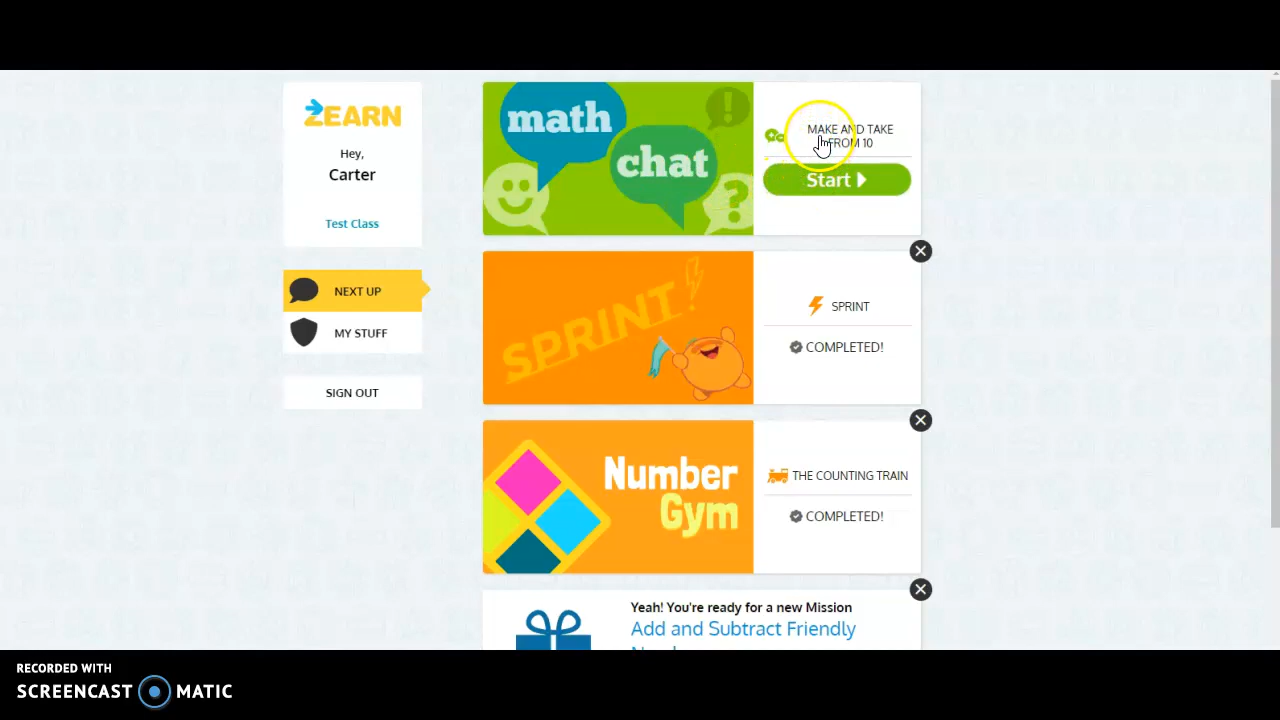 ZEARN
Hey,
Carter
Test Class
NEXT UP
MY STUFF
SIGN OUT
math
chat
!
?
MAKE AND TAKE
FROM 10
Start
SPRINT!
SPRINT
COMPLETED!
Number
Gym
THE COUNTING TRAIN
COMPLETED!
Yeah! You're ready for a new Mission
Add and Subtract Friendly
RECORDED WITH
SCREENCAST MATIC